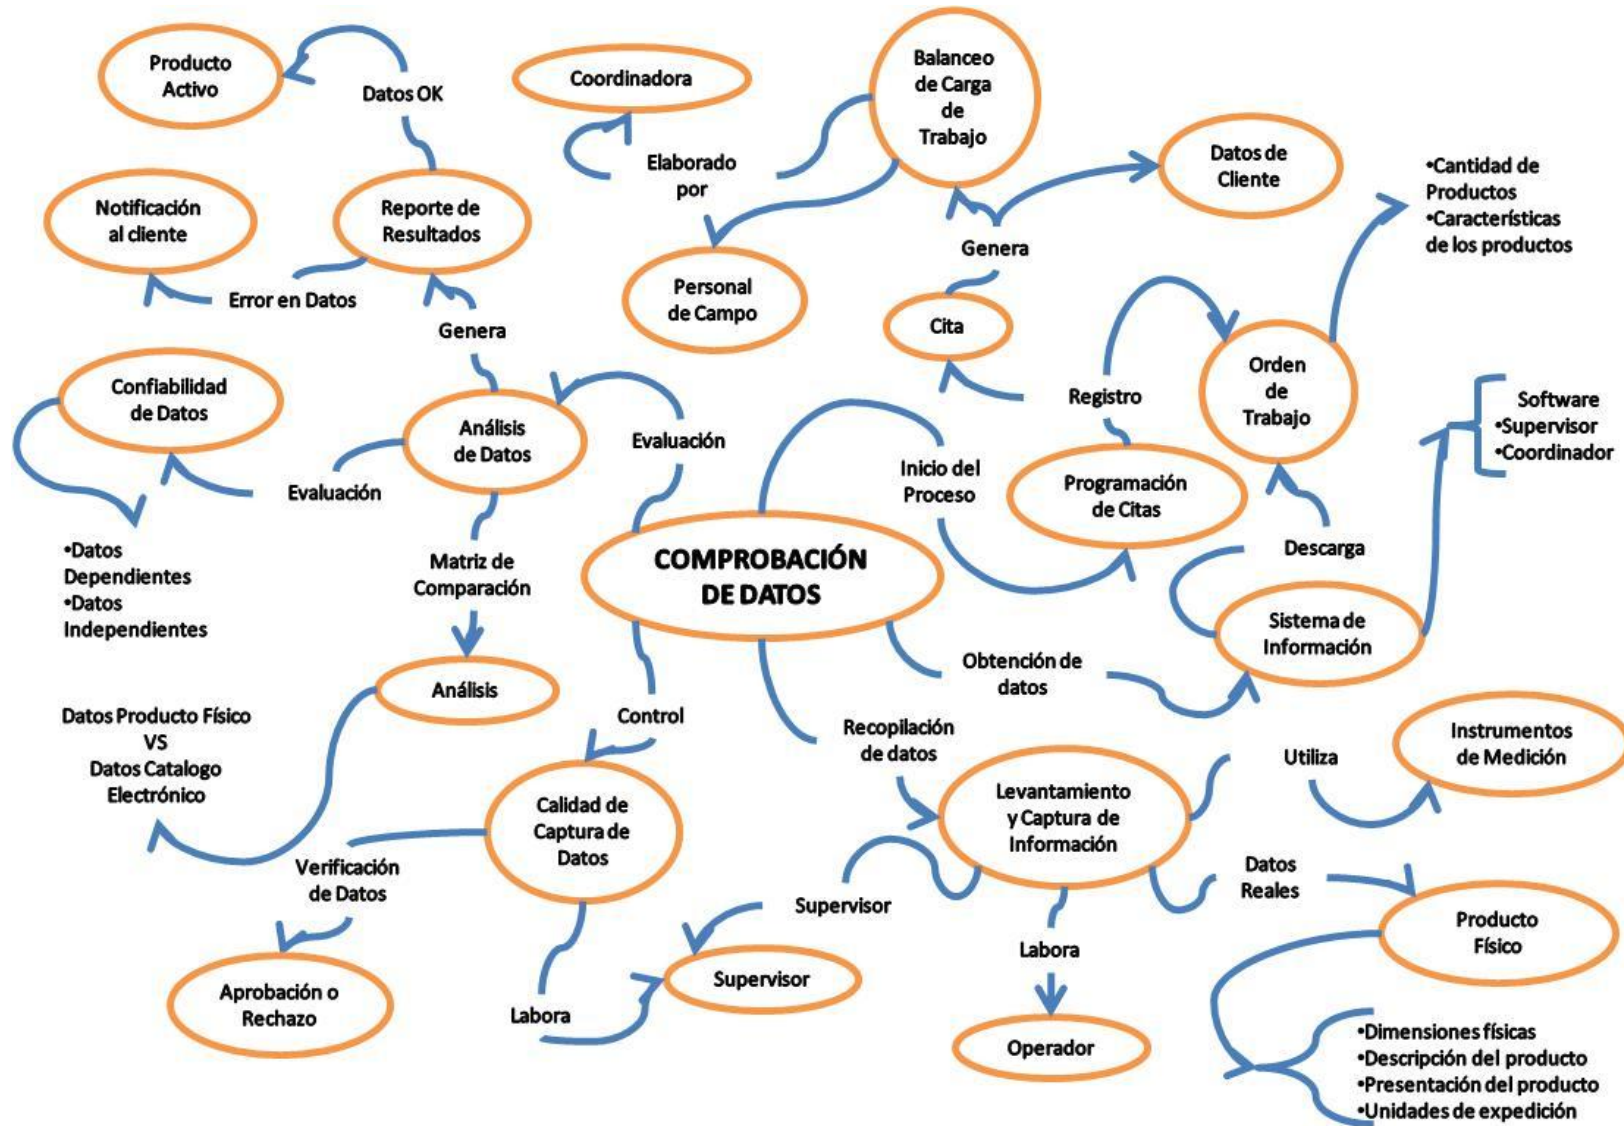 Producto
Activo
Datos OK
Coordinadora
Balanceo
de Carga
de
Trabajo
Elaborado
por
Datos de
Cliente
•Cantidad de
Productos
•Características
de los productos
Notificación
al cliente
Reporte de
Resultados
Error en Datos
Genera
Personal
de Campo
Genera
Cita
Registro
Orden
de
Trabajo
Software
•Supervisor
•Coordinador
Confiabilidad
de Datos
Análisis
de Datos
Evaluación
Evaluación
Inicio del
Proceso
Programación
de Citas
•Datos
Dependientes
•Datos
Independientes
Matriz de
Comparación
COMPROBACIÓN
DE DATOS
Descarga
Sistema de
Información
Obtención de
datos
Análisis
Control
Datos Producto Físico
VS
Datos Catalogo
Electrónico
Recopilación
de datos
Levantamiento
y Captura de
Información
Utiliza
Instrumentos
de Medición
Calidad de
Captura de
Datos
Verificación
de Datos
Supervisor
Datos
Reales
Producto
Físico
Labora
Aprobación o
Rechazo
Labora
Supervisor
Operador
•Dimensiones físicas
•Descripción del producto
•Presentación del producto
•Unidades de expedición